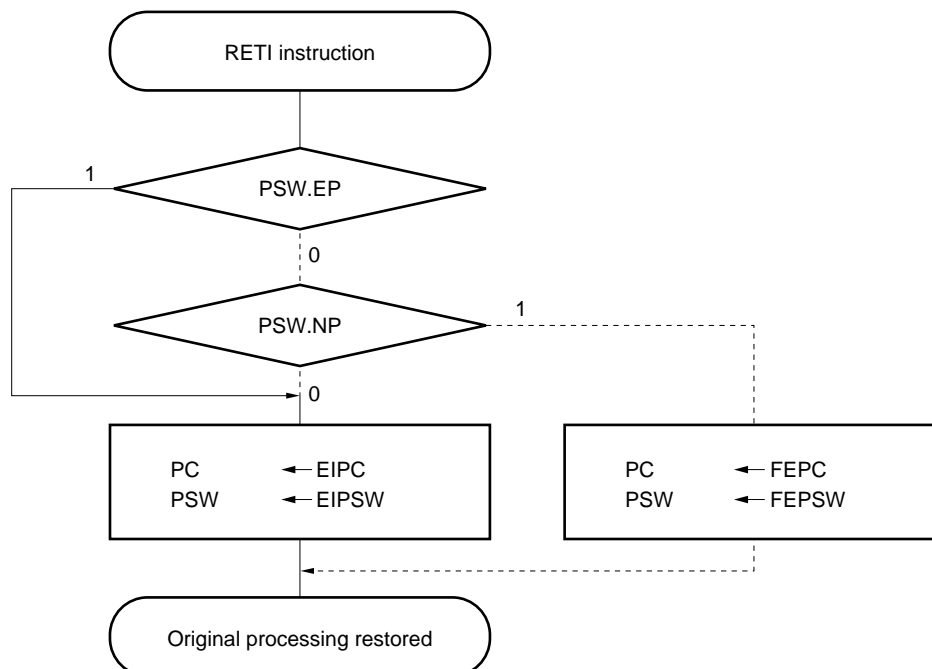 RETI instruction
1
PSW.EP
0
1
PSW.NP
0
PC ← EIPC
PSW ← EIPSW
PC ← FEPC
PSW ← FEPSW
Original processing restored